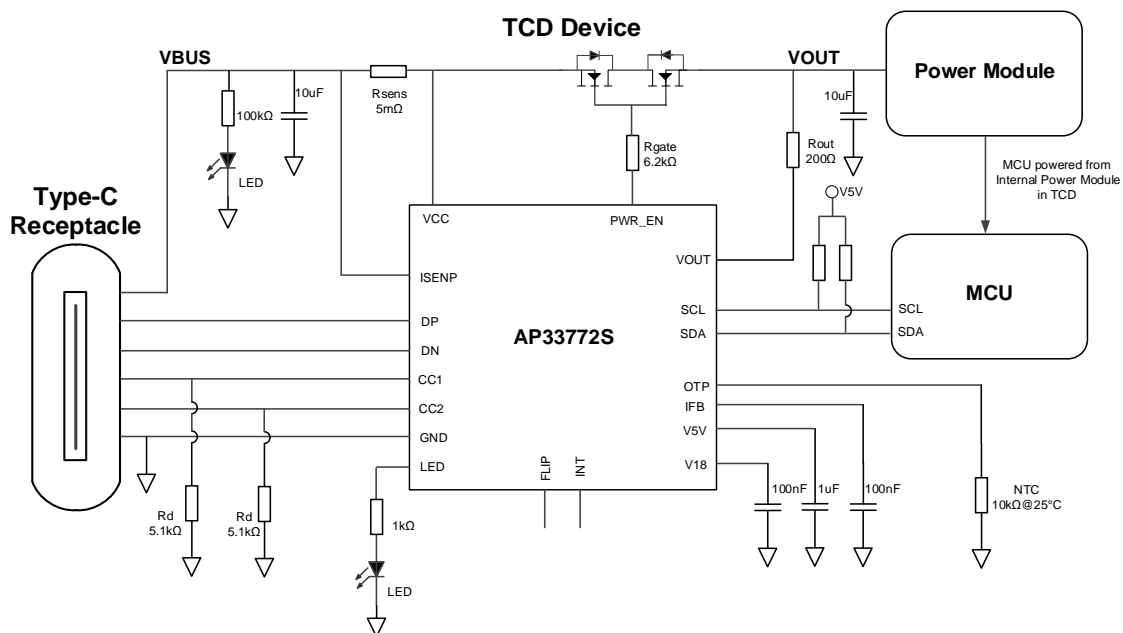 TCD Device
VBUS
VOUT
Power Module
Rsens
5mΩ
10uF
100kΩ
LED
Rgate
6.2kΩ
10uF
Rout
200Ω
MCU powered from
Internal Power Module
in TCD
V5V
Type-C
Receptacle
VCC
PWR_EN
VOUT
ISENP
DP
DN
CC1
CC2
GND
LED
AP33772S
SCL
SDA
OTP
IFB
V5V
V18
FLIP
INT
MCU
SCL
SDA
Rd
5.1kΩ
Rd
5.1kΩ
1kΩ
LED
100nF
1uF
100nF
NTC
10kΩ@25°C